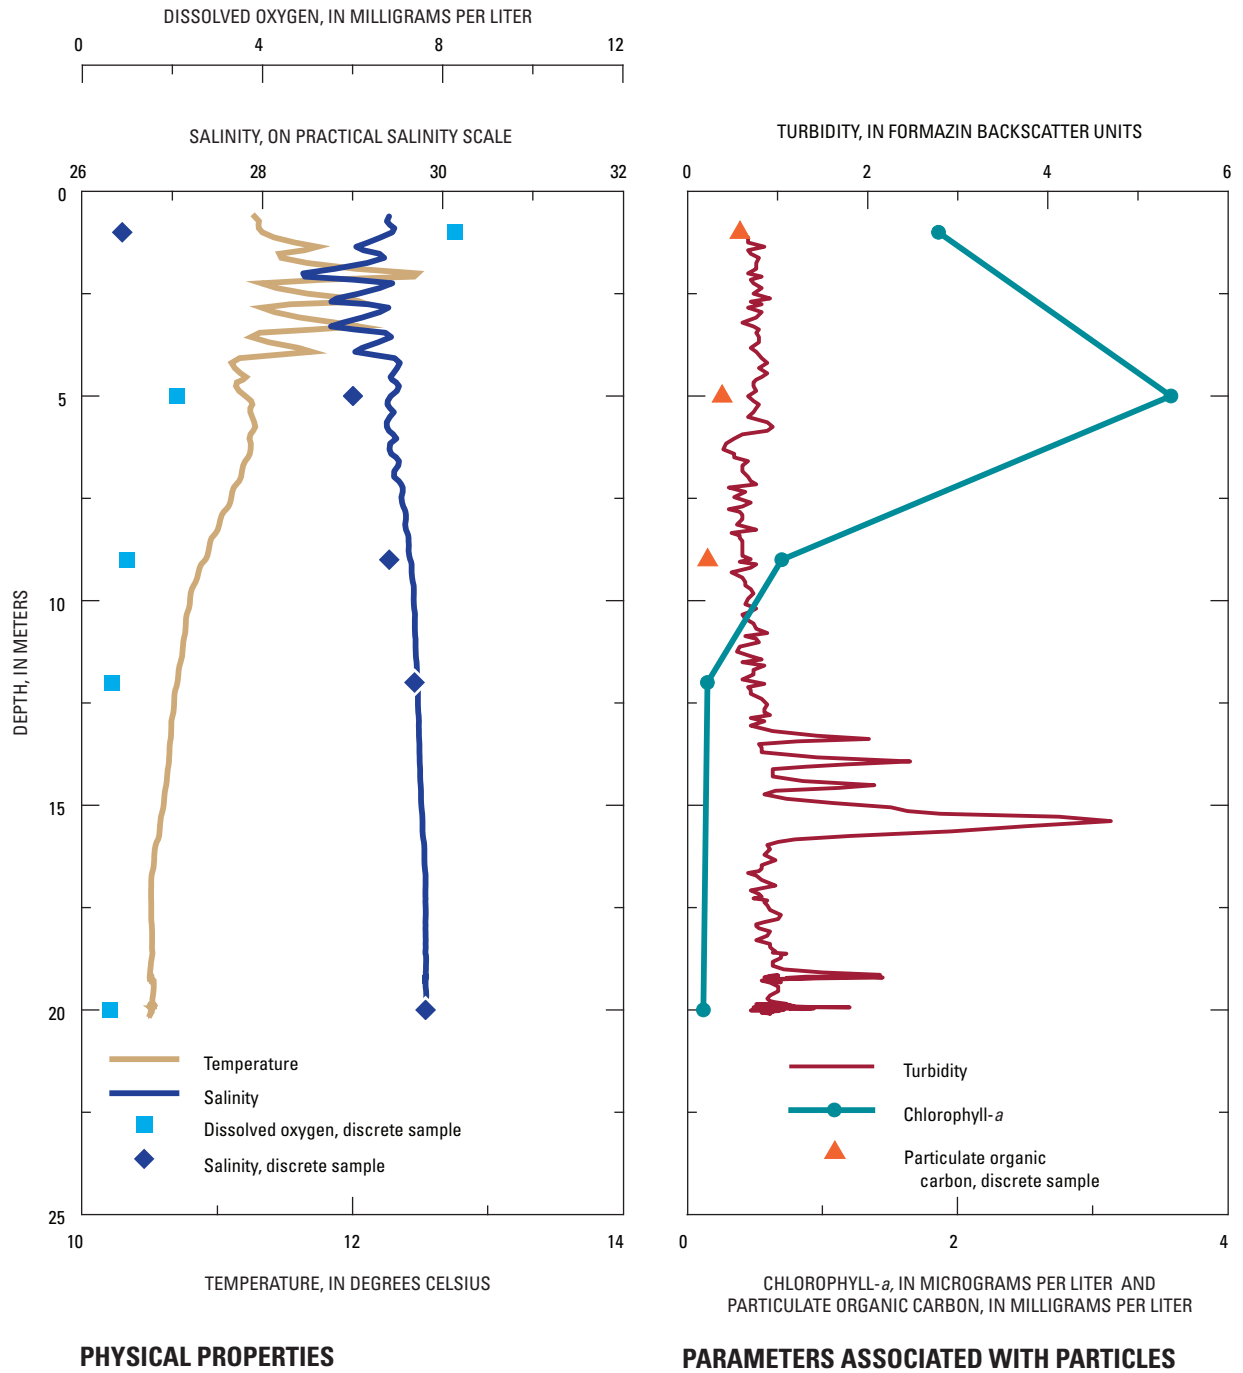 DISSOLVED OXYGEN, IN MILLIGRAMS PER LITER
0 4 8 12
SALINITY, ON PRACTICAL SALINITY SCALE
26 28 30 32
0
5
10
15
20
25
DEPTH, IN METERS
Temperature
Salinity
Dissolved oxygen, discrete sample
Salinity, discrete sample
10 12 14
TEMPERATURE, IN DEGREES CELSIUS
PHYSICAL PROPERTIES
TURBIDITY, IN FORMAZIN BACKSCATTER UNITS
0 2 4 6
Turbidity
Chlorophyll-a
Particulate organic
carbon, discrete sample
0 2 4
CHLOROPHYLL-a, IN MICROGRAMS PER LITER AND
PARTICULATE ORGANIC CARBON, IN MILLIGRAMS PER LITER
PARAMETERS ASSOCIATED WITH PARTICLES